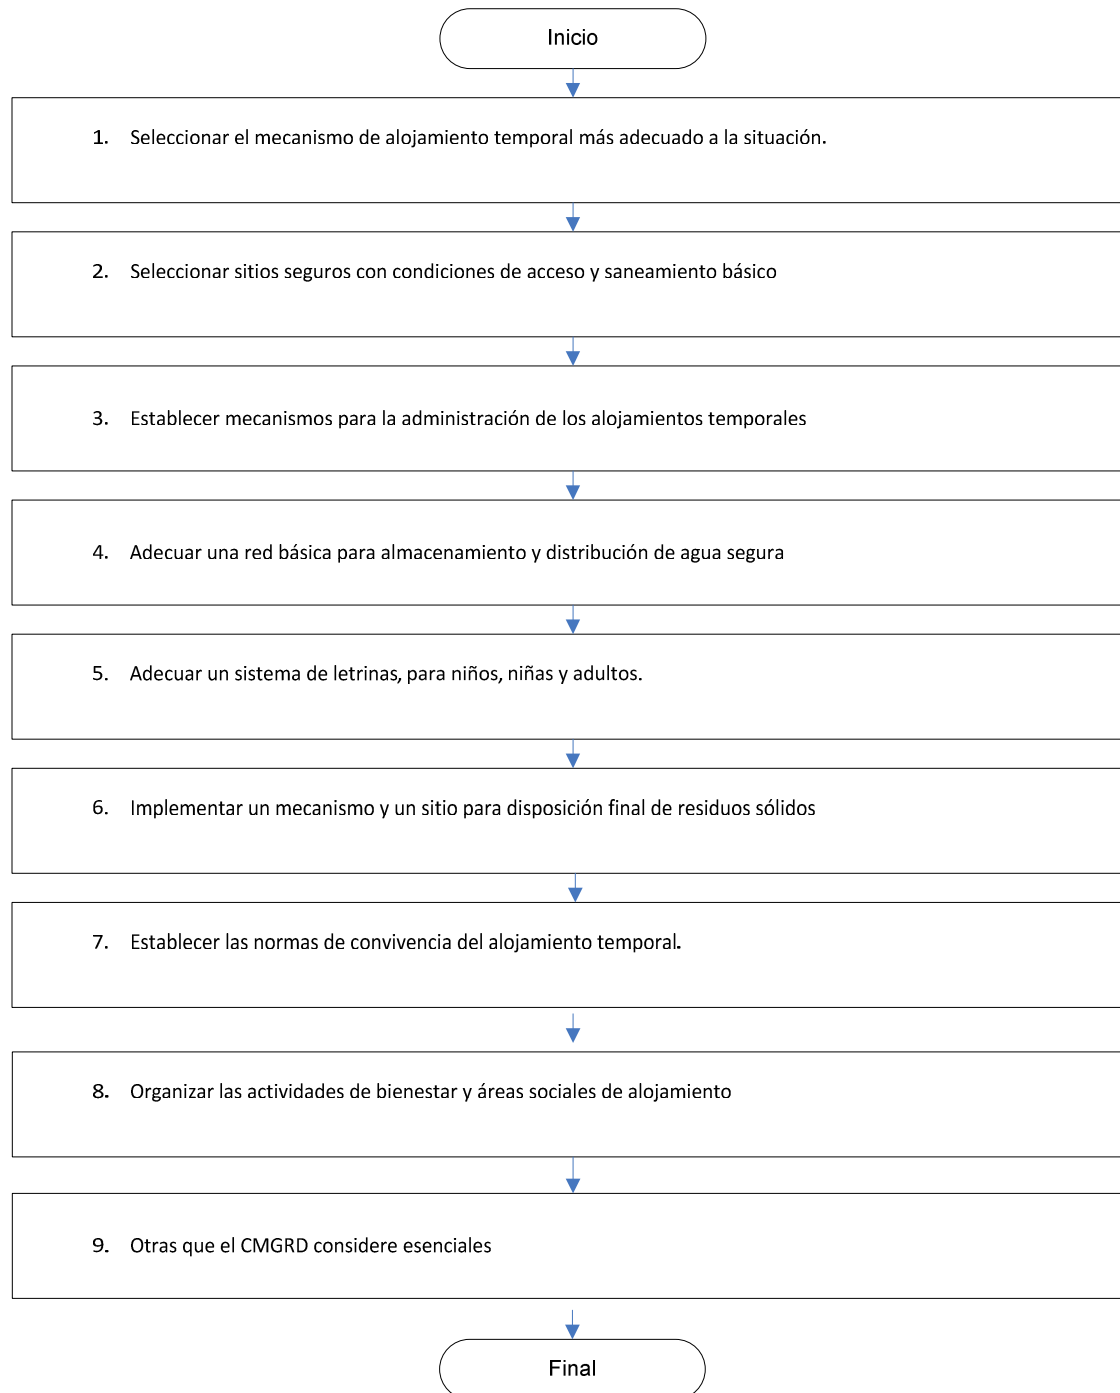 Inicio
1. Seleccionar el mecanismo de alojamiento temporal más adecuado a la situación.
2. Seleccionar sitios seguros con condiciones de acceso y saneamiento básico
3. Establecer mecanismos para la administración de los alojamientos temporales
4. Adecuar una red básica para almacenamiento y distribución de agua segura
5. Adecuar un sistema de letrinas, para niños, niñas y adultos.
6. Implementar un mecanismo y un sitio para disposición final de residuos sólidos
7. Establecer las normas de convivencia del alojamiento temporal.
8. Organizar las actividades de bienestar y áreas sociales de alojamiento
9. Otras que el CMGRD considere esenciales
Final